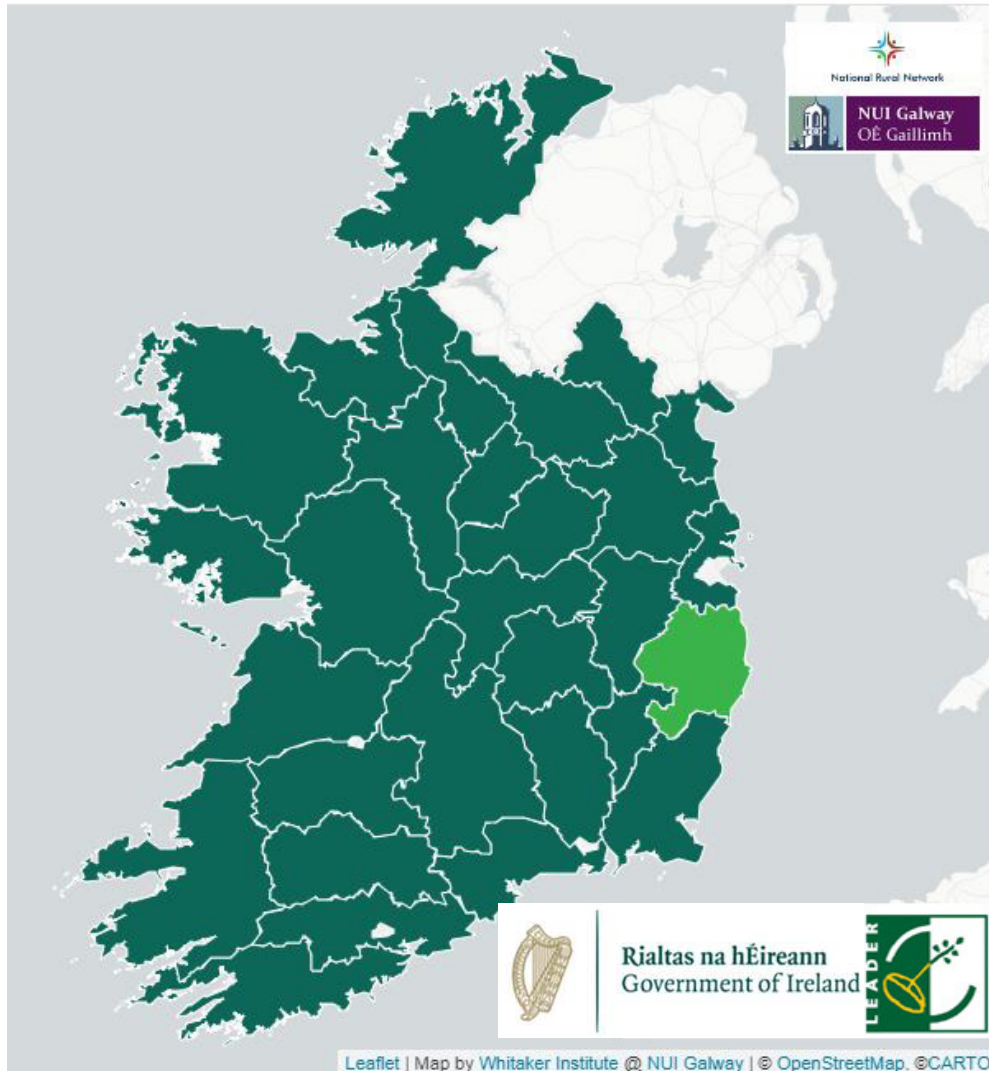 National Rural Network
NUI Galway
OÉ Gaillimh
Rialtas na hÉireann
Government of Ireland
LEADER
Leaflet | Map by Whitaker Institute @ NUI Galway | © OpenStreetMap, ©CARTO